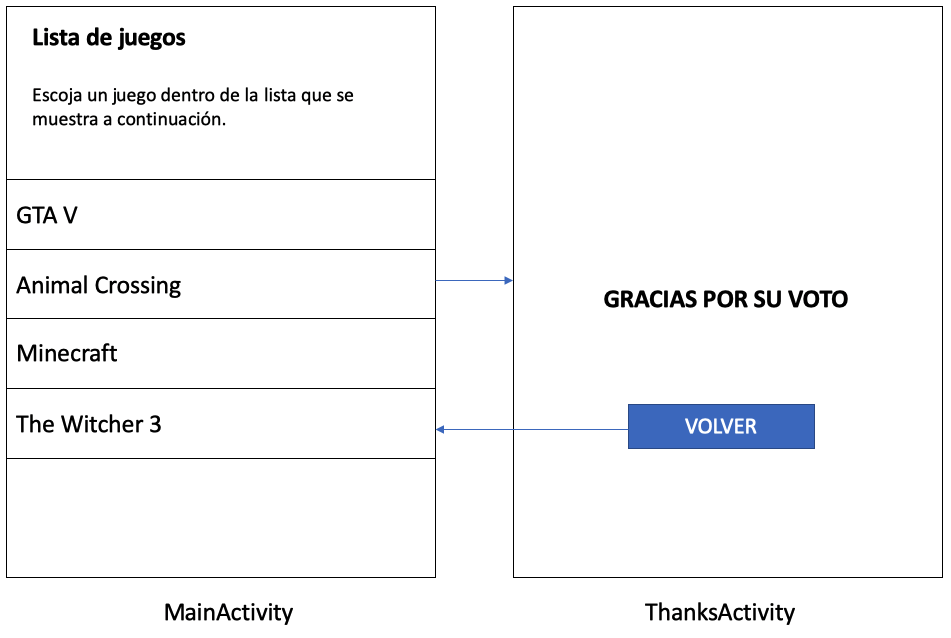 Lista de juegos
Escoja un juego dentro de la lista que se
muestra a continuación.
GTA V
Animal Crossing
Minecraft
The Witcher 3
MainActivity
GRACIAS POR SU VOTO
VOLVER
ThanksActivity